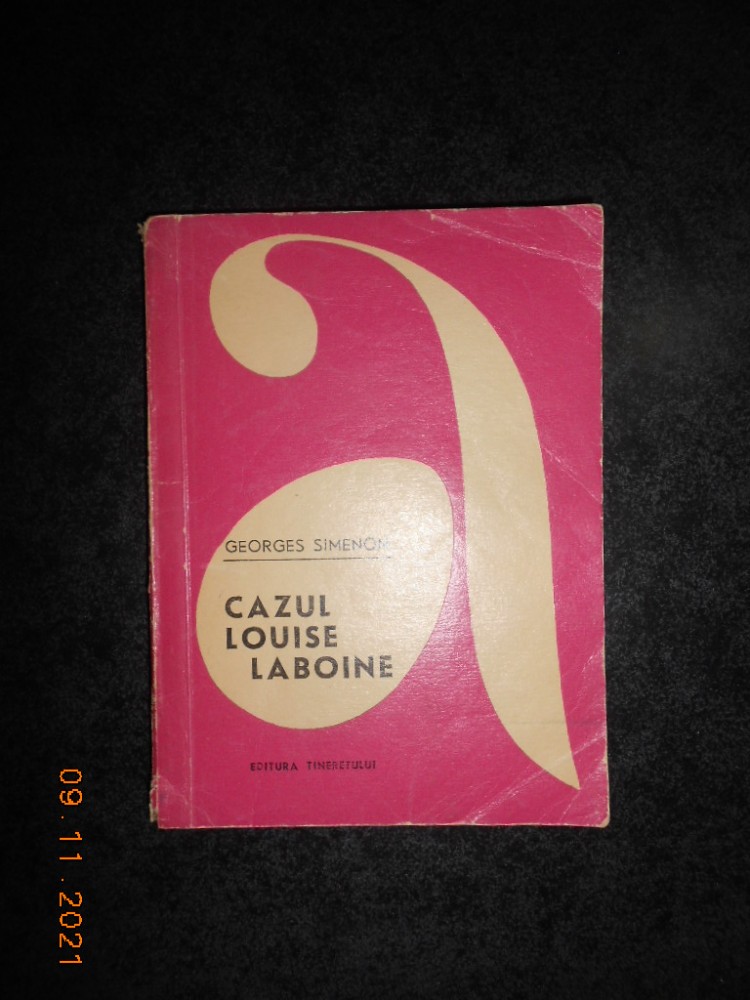 a
GEORGES SIMENON
CAZUL
LOUISE
LABOINE
EDITURA TINERETULUI
09.11.2021